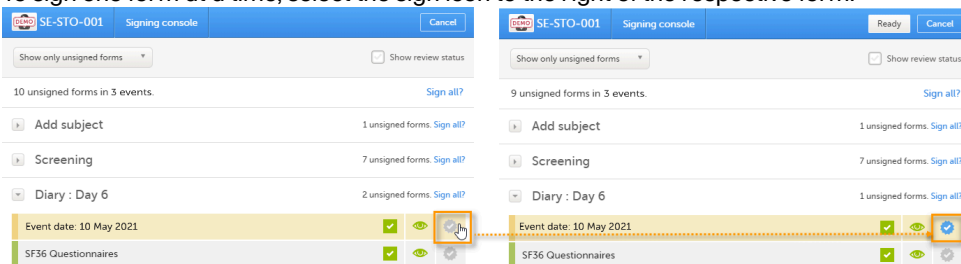 To sign one form at a time, select the sign icon to the right of the respective form.
DEMO SE-STO-001 Signing console Cancel
Show only unsigned forms Show review status
10 unsigned forms in 3 events. Sign all?
Add subject 1 unsigned forms. Sign all?
Screening 7 unsigned forms. Sign all?
Diary : Day 6 2 unsigned forms. Sign all?
Event date: 10 May 2021
SF36 Questionnaires
DEMO SE-STO-001 Signing console Ready Cancel
Show only unsigned forms Show review status
9 unsigned forms in 3 events. Sign all?
Add subject 1 unsigned forms. Sign all?
Screening 7 unsigned forms. Sign all?
Diary : Day 6 1 unsigned forms. Sign all?
Event date: 10 May 2021
SF36 Questionnaires